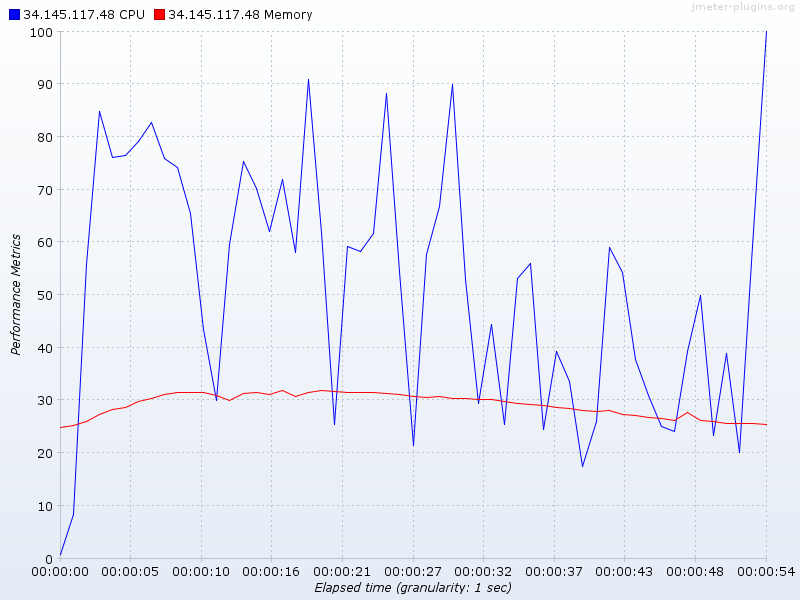 34.145.117.48 CPU 34.145.117.48 Memory
jmeter-plugins.org
100
90
80
70
60
50
40
30
20
10
0
Performance Metrics
00:00:00 00:00:05 00:00:10 00:00:16 00:00:21 00:00:27 00:00:32 00:00:37 00:00:43 00:00:48 00:00:54
Elapsed time (granularity: 1 sec)